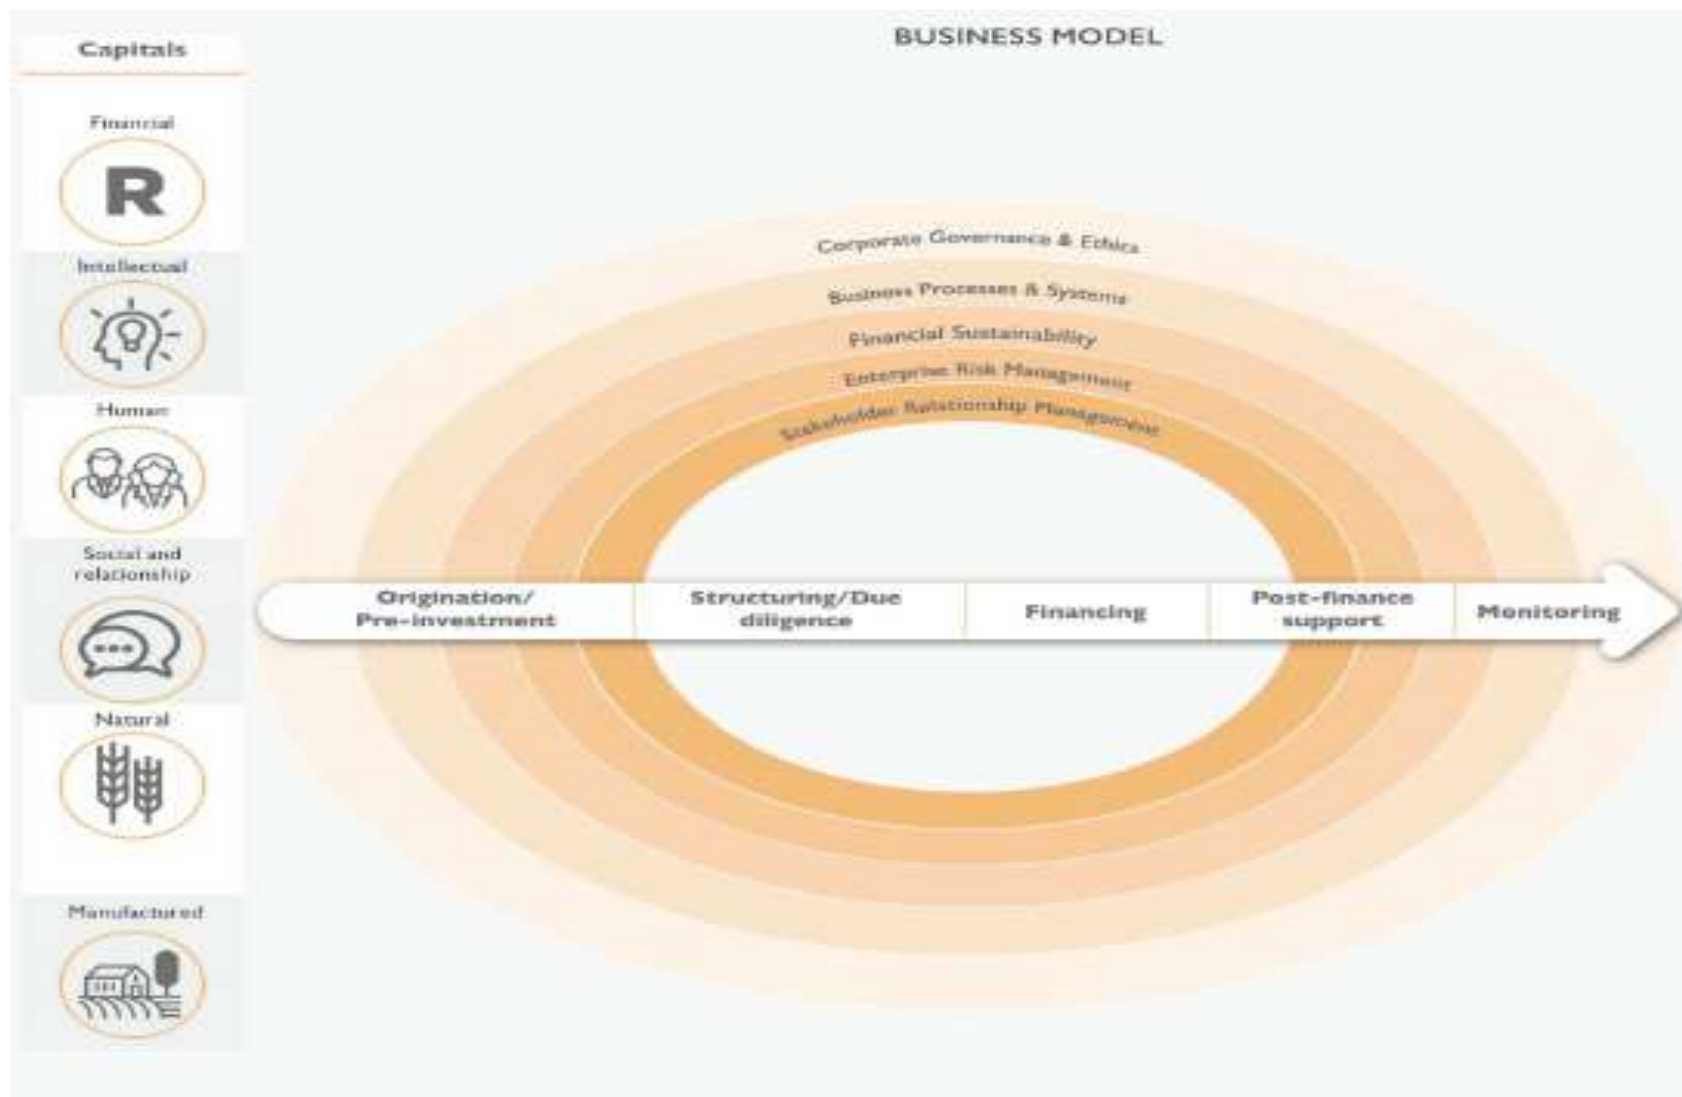 Capitals
Financial
R
Intellectual
Human
Social and
relationship
Natural
Manufactured
BUSINESS MODEL
Corporate Governance & Ethics
Business Processes & Systems
Financial Sustainability
Enterprise Risk Management
Stakeholder Relationship Management
Origination/
Pre-investment
Structuring/Due
diligence
Financing
Post-finance
support
Monitoring